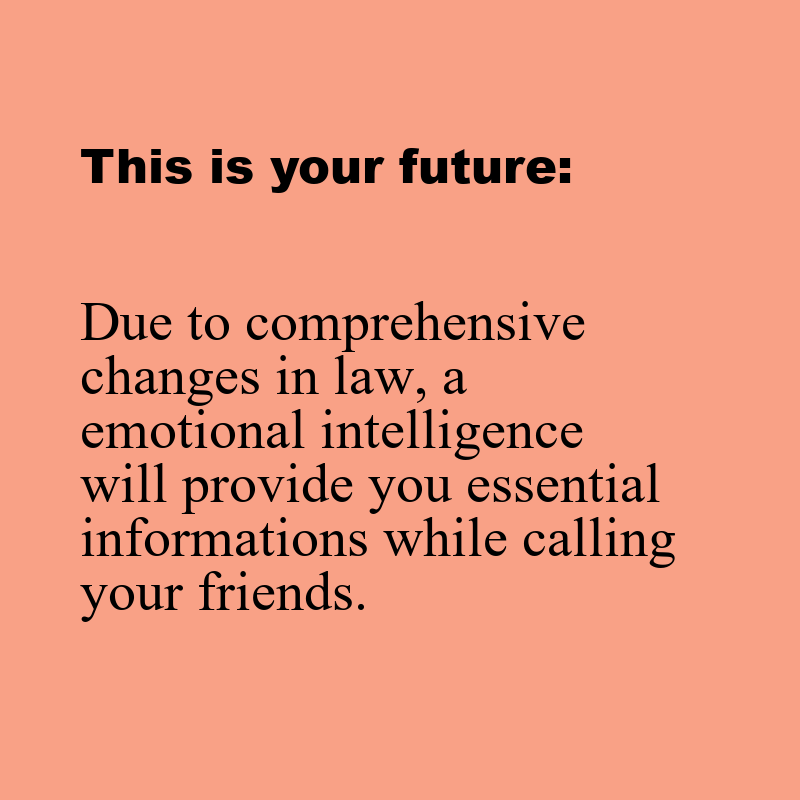 This is your future:
Due to comprehensive
changes in law, a
emotional intelligence
will provide you essential
informations while calling
your friends.